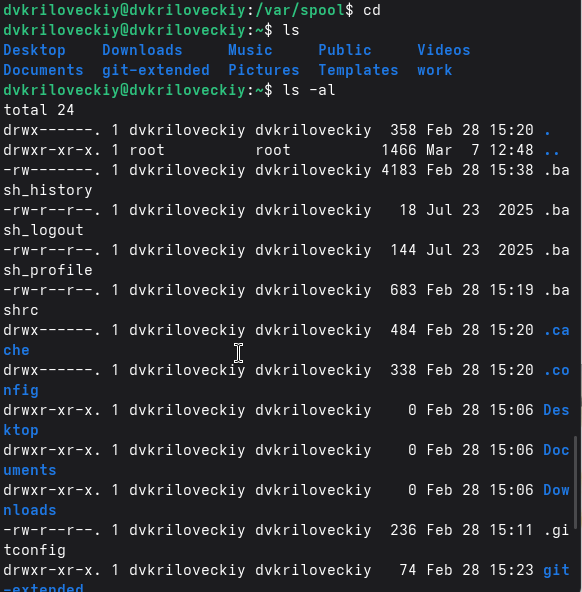 dvkriloveckiy@dvkriloveckiy:/var/spool$ cd
dvkriloveckiy@dvkriloveckiy:~$ ls
Desktop    Downloads     Music     Public     Videos
Documents  git-extended  Pictures  Templates  work
dvkriloveckiy@dvkriloveckiy:~$ ls -al
total 24
drwx------. 1 dvkriloveckiy dvkriloveckiy  358 Feb 28 15:20 .
drwxr-xr-x. 1 root          root          1466 Mar  7 12:48 ..
-rw-------. 1 dvkriloveckiy dvkriloveckiy 4183 Feb 28 15:38 .ba
sh_history
-rw-r--r--. 1 dvkriloveckiy dvkriloveckiy   18 Jul 23  2025 .ba
sh_logout
-rw-r--r--. 1 dvkriloveckiy dvkriloveckiy  144 Jul 23  2025 .ba
sh_profile
-rw-r--r--. 1 dvkriloveckiy dvkriloveckiy  683 Feb 28 15:19 .ba
shrc
drwx------. 1 dvkriloveckiy dvkriloveckiy  484 Feb 28 15:20 .ca
che
drwx------. 1 dvkriloveckiy dvkriloveckiy  338 Feb 28 15:20 .co
nfig
drwxr-xr-x. 1 dvkriloveckiy dvkriloveckiy    0 Feb 28 15:06 Des
ktop
drwxr-xr-x. 1 dvkriloveckiy dvkriloveckiy    0 Feb 28 15:06 Doc
uments
drwxr-xr-x. 1 dvkriloveckiy dvkriloveckiy    0 Feb 28 15:06 Dow
nloads
-rw-r--r--. 1 dvkriloveckiy dvkriloveckiy  236 Feb 28 15:11 .gi
tconfig
drwxr-xr-x. 1 dvkriloveckiy dvkriloveckiy   74 Feb 28 15:23 git
-extended